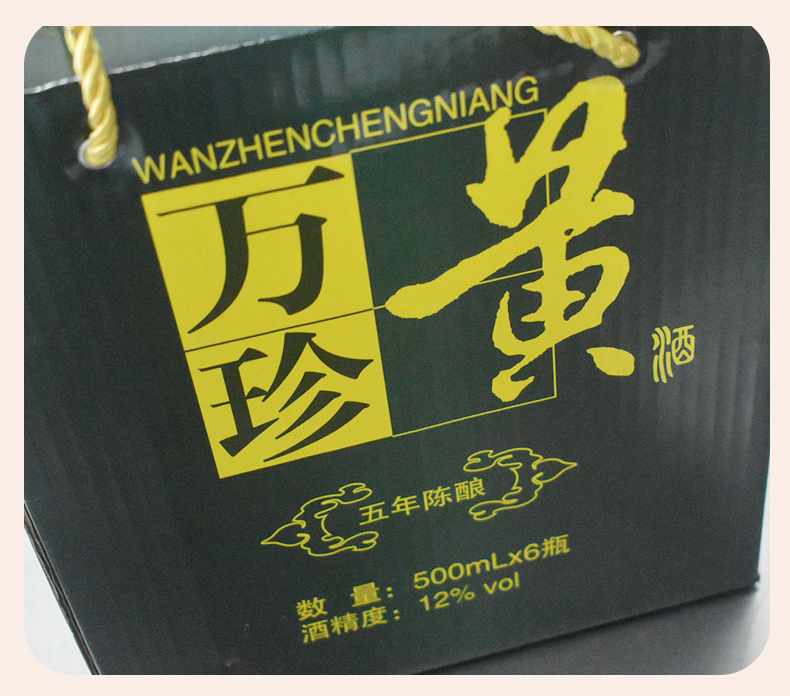 WANZHENCHENGNIANG
万珍
黄
酒
五年陈酿
数 量: 500mLx6瓶
酒精度: 12% vol